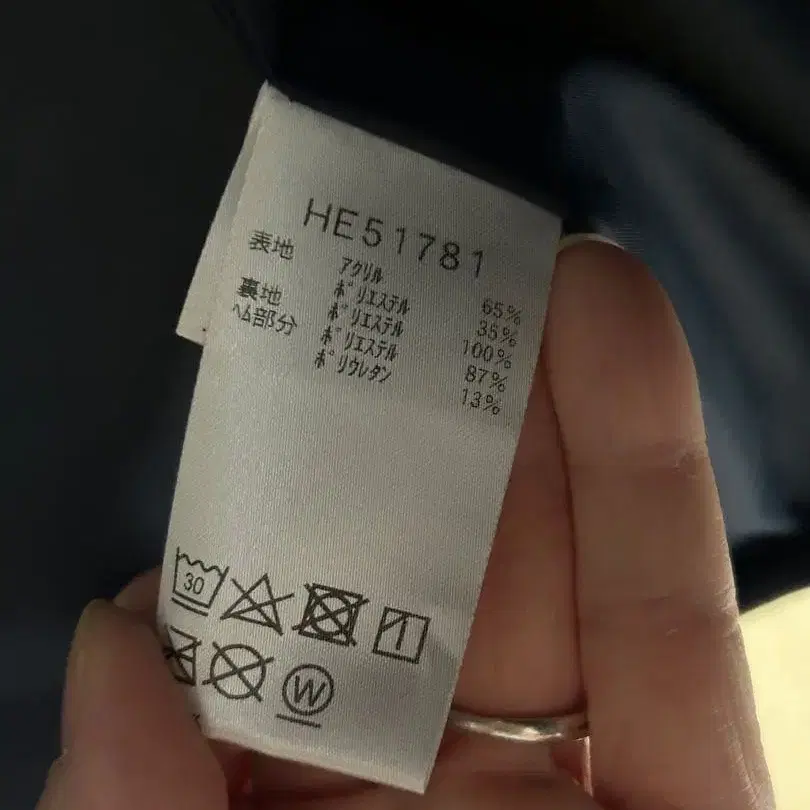 HE51781
表地 アクリル 65%
ポリエステル 35%
裏地 ポリエステル 100%
ヘム部分 ポリエステル 87%
ポリウレタン 13%
30
W